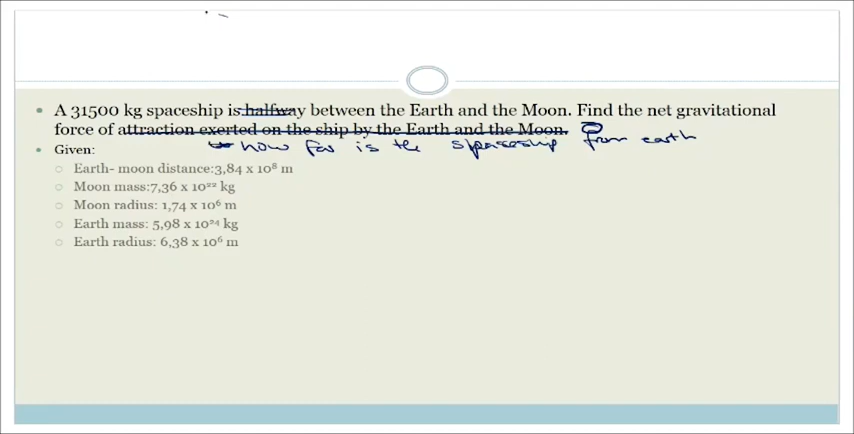 A 31500 kg spaceship is halfway between the Earth and the Moon. Find the net gravitational
force of attraction exerted on the ship by the Earth and the Moon.
how far is the spaceship from earth
Given:
Earth- moon distance:3,84 x 10⁸ m
Moon mass:7,36 x 10²² kg
Moon radius: 1,74 x 10⁶ m
Earth mass: 5,98 x 10²⁴ kg
Earth radius: 6,38 x 10⁶ m